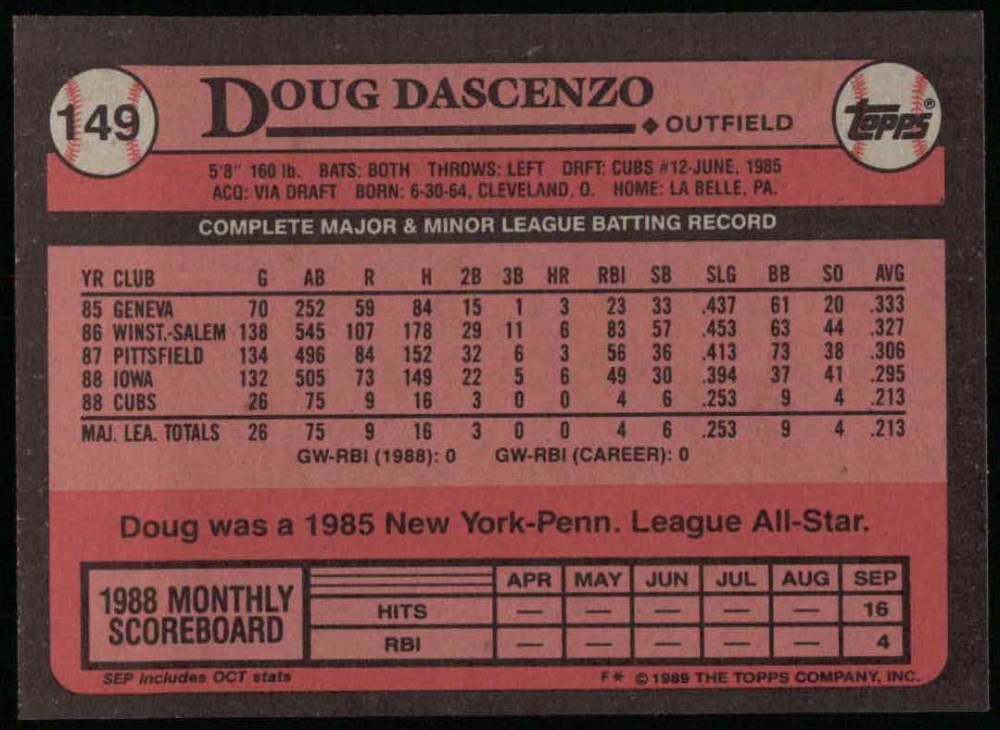 149
DOUG DASCENZO
◆ OUTFIELD
Topps®
5'8" 160 lb. BATS: BOTH THROWS: LEFT DRFT: CUBS #12-JUNE, 1985
ACQ: VIA DRAFT BORN: 6-30-64, CLEVELAND, O. HOME: LA BELLE, PA.
COMPLETE MAJOR & MINOR LEAGUE BATTING RECORD
YR CLUB G AB R H 2B 3B HR RBI SB SLG BB SO AVG
85 GENEVA 70 252 59 84 15 1 3 23 33 .437 61 20 .333
86 WINST.-SALEM 138 545 107 178 29 11 6 83 57 .453 63 44 .327
87 PITTSFIELD 134 496 84 152 32 6 3 56 36 .413 73 38 .306
88 IOWA 132 505 73 149 22 5 6 49 30 .394 37 41 .295
88 CUBS 26 75 9 16 3 0 0 4 6 .253 9 4 .213
MAJ. LEA. TOTALS 26 75 9 16 3 0 0 4 6 .253 9 4 .213
GW-RBI (1988): 0 GW-RBI (CAREER): 0
Doug was a 1985 New York-Penn. League All-Star.
1988 MONTHLY
SCOREBOARD
APR MAY JUN JUL AUG SEP
HITS — — — — — 16
RBI — — — — — 4
SEP includes OCT stats
F* © 1989 THE TOPPS COMPANY, INC.